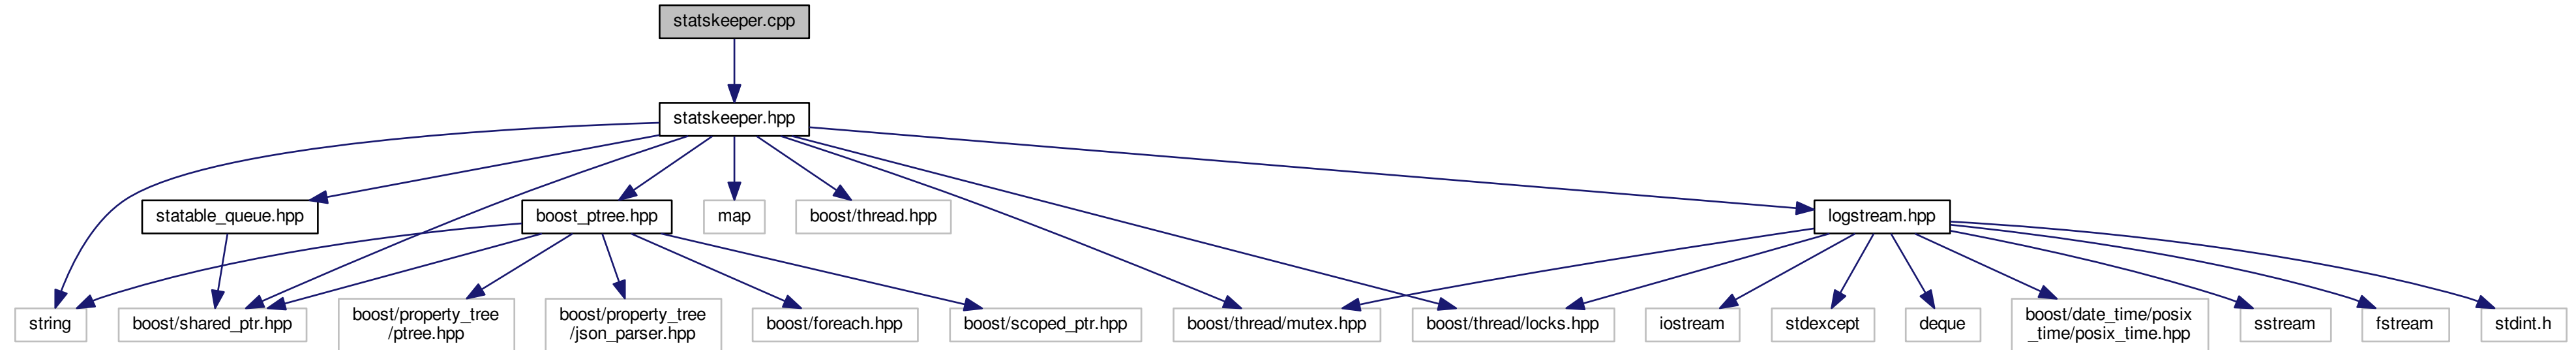 statskeeper.cpp
statskeeper.hpp
statable_queue.hpp
boost_ptree.hpp
map
boost/thread.hpp
logstream.hpp
string
boost/shared_ptr.hpp
boost/property_tree
/ptree.hpp
boost/property_tree
/json_parser.hpp
boost/foreach.hpp
boost/scoped_ptr.hpp
boost/thread/mutex.hpp
boost/thread/locks.hpp
iostream
stdexcept
deque
boost/date_time/posix
_time/posix_time.hpp
sstream
fstream
stdint.h